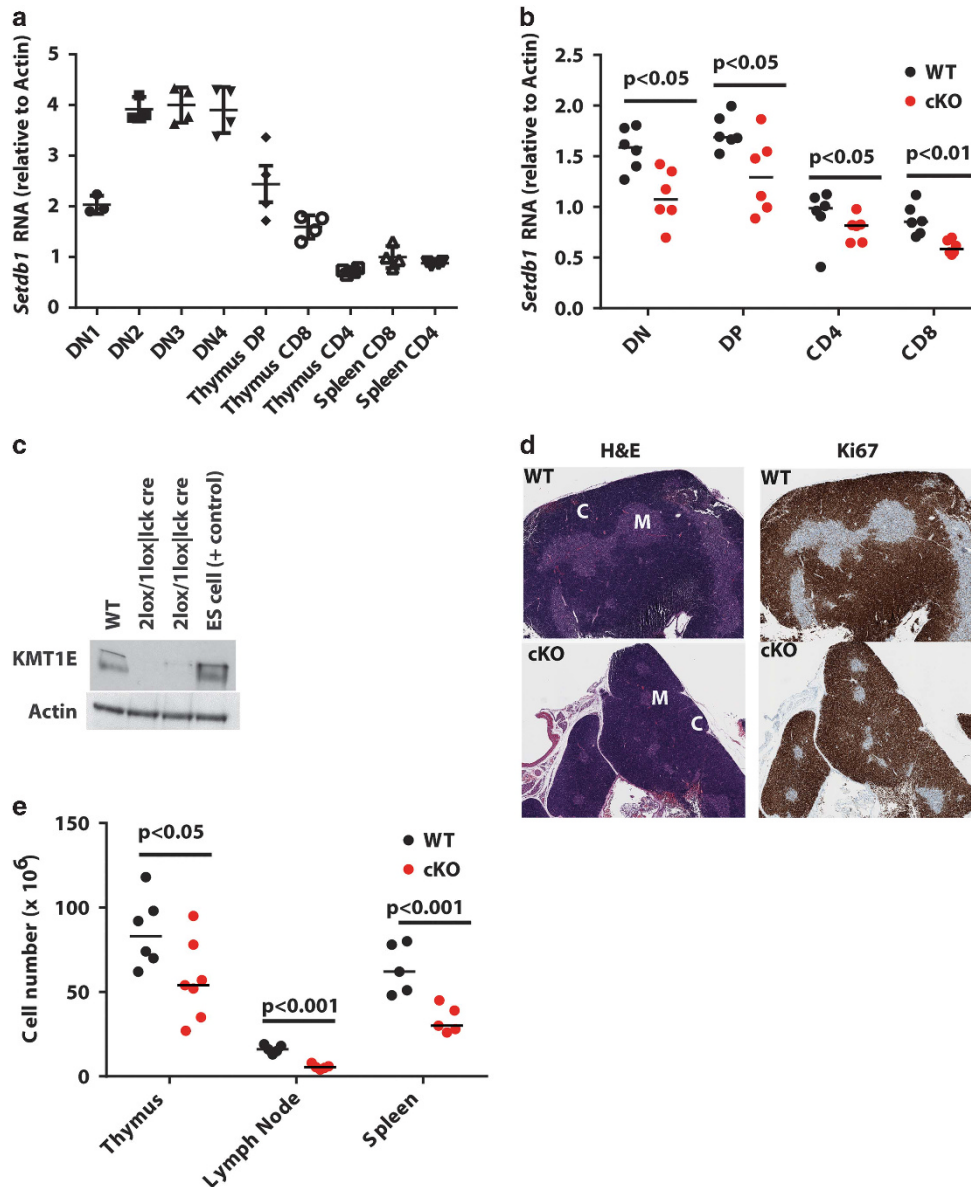 a
Setdb1 RNA (relative to Actin)
5
4
3
2
1
0
DN1
DN2
DN3
DN4
Thymus DP
Thymus CD8
Thymus CD4
Spleen CD8
Spleen CD4
b
Setdb1 RNA (relative to Actin)
2.5
2.0
1.5
1.0
0.5
0.0
p<0.05
p<0.05
p<0.05
p<0.01
WT
cKO
DN
DP
CD4
CD8
c
WT
2lox/1lox|lck cre
2lox/1lox|lck cre
ES cell (+ control)
KMT1E
Actin
d
H&E
Ki67
WT
C
M
WT
cKO
M
C
cKO
e
Cell number (x 10⁶)
150
100
50
0
p<0.05
p<0.001
p<0.001
WT
cKO
Thymus
Lymph Node
Spleen